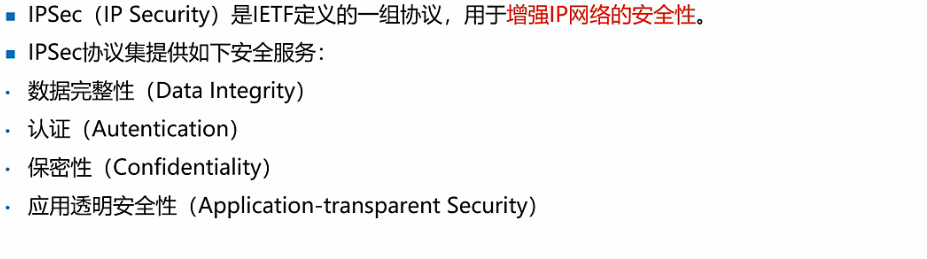 ▪ IPSec（IP Security）是IETF定义的一组协议，用于增强IP网络的安全性。
▪ IPSec协议集提供如下安全服务：
• 数据完整性（Data Integrity）
• 认证（Autentication）
• 保密性（Confidentiality）
• 应用透明安全性（Application-transparent Security）